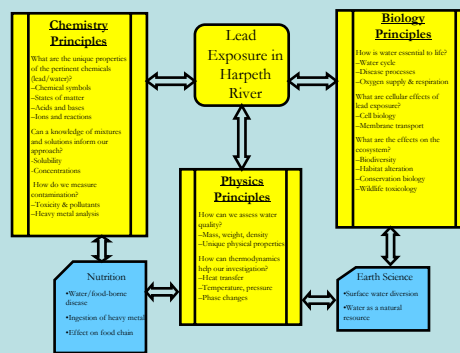 Chemistry
Principles
What are the unique properties
of the pertinent chemicals
(lead/water)?
–Chemical symbols
–States of matter
–Acids and bases
–Ions and reactions
Can a knowledge of mixtures
and solutions inform our
approach?
–Solubility
–Concentrations
How do we measure
contamination?
–Toxicity & pollutants
–Heavy metal analysis
Lead
Exposure in
Harpeth
River
Biology
Principles
How is water essential to life?
–Water cycle
–Disease processes
–Oxygen supply & respiration
What are cellular effects of
lead exposure?
–Cell biology
–Membrane transport
What are the effects on the
ecosystem?
–Biodiversity
–Habitat alteration
–Conservation biology
–Wildlife toxicology
Physics
Principles
How can we assess water
quality?
–Mass, weight, density
–Unique physical properties
How can thermodynamics
help our investigation?
–Heat transfer
–Temperature, pressure
–Phase changes
Nutrition
•Water/food-borne
disease
•Ingestion of heavy metal
•Effect on food chain
Earth Science
•Surface water diversion
•Water as a natural
resource